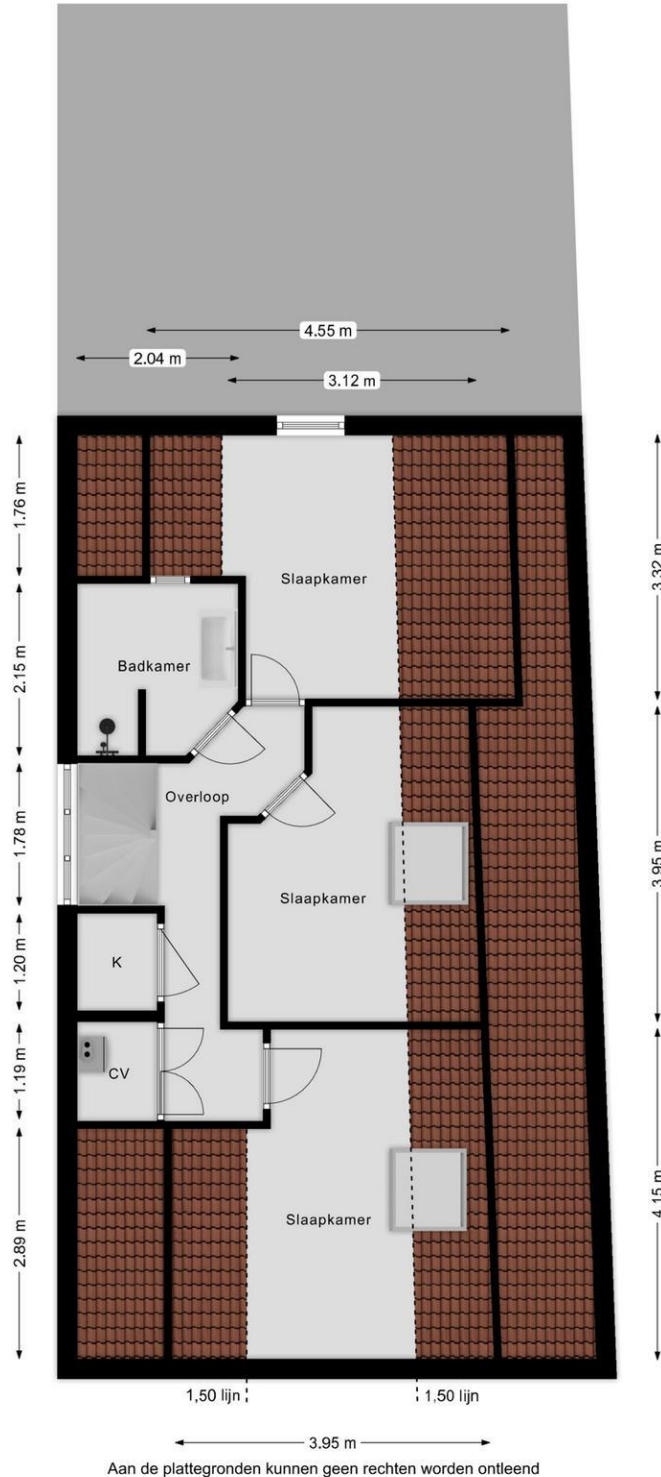 4.55 m
2.04 m
3.12 m
1.76 m
3.32 m
Slaapkamer
2.15 m
Badkamer
1.78 m
Overloop
3.95 m
Slaapkamer
1.20 m
K
1.19 m
CV
4.15 m
Slaapkamer
2.89 m
1,50 lijn
1,50 lijn
3.95 m
Aan de plattegronden kunnen geen rechten worden ontleend